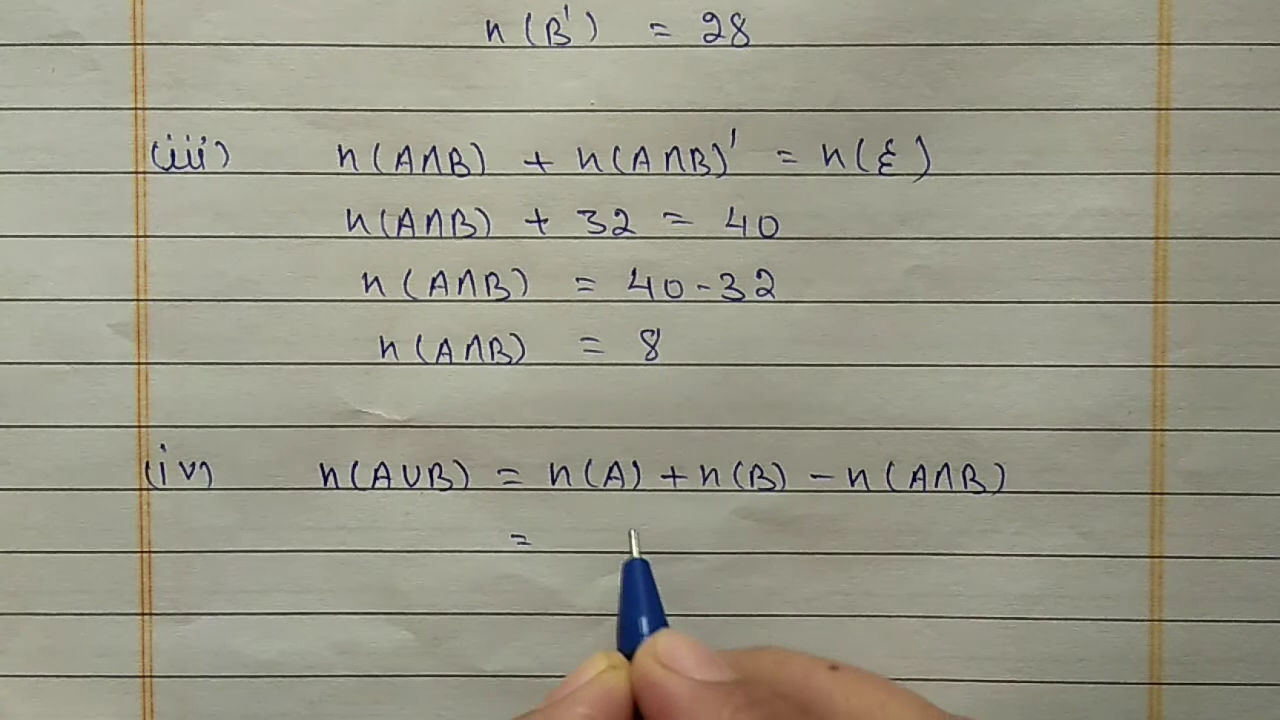 n(B') = 28
(iii) n(A∩B) + n(A∩B)' = n(ξ)
n(A∩B) + 32 = 40
n(A∩B) = 40-32
n(A∩B) = 8
(iv) n(A∪B) = n(A) + n(B) - n(A∩B)
=